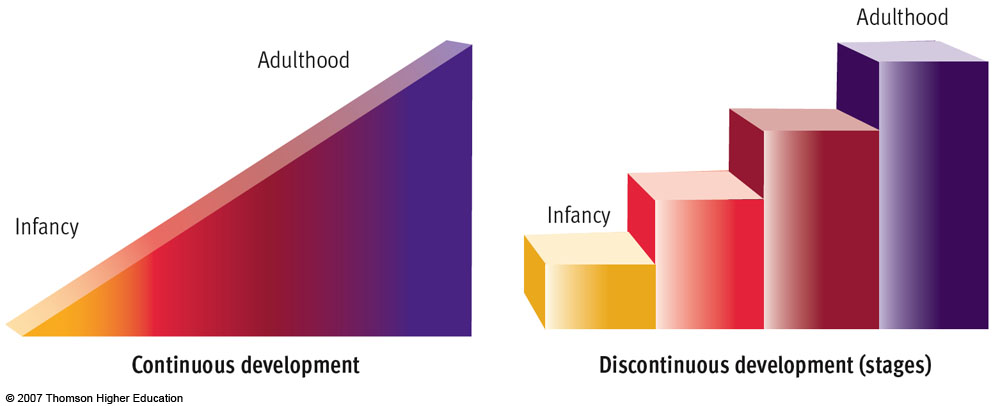 Adulthood
Infancy
Continuous development
Adulthood
Infancy
Discontinuous development (stages)
© 2007 Thomson Higher Education